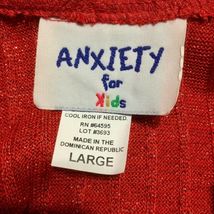 ANXIETY
for
Kids
COOL IRON IF NEEDED.
RN #64595
LOT #3693
MADE IN THE
DOMINICAN REPUBLIC
LARGE